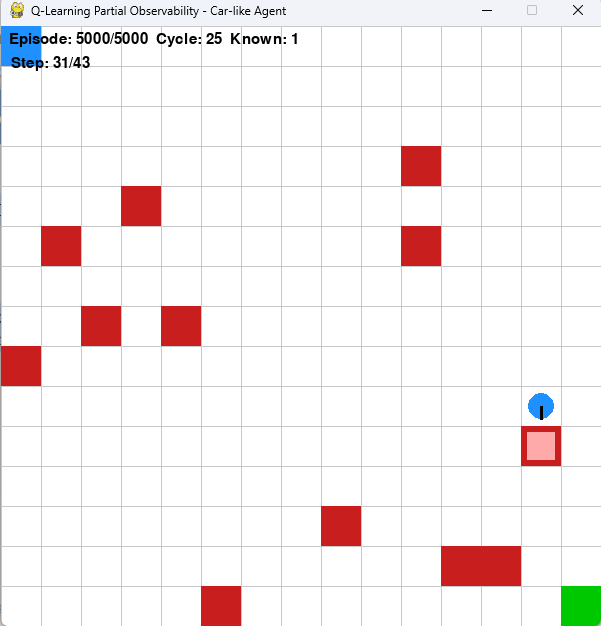 Q-Learning Partial Observability - Car-like Agent
Episode: 5000/5000 Cycle: 25 Known: 1
Step: 31/43